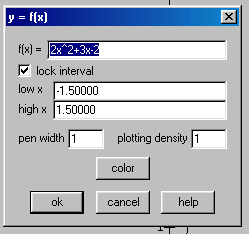 y = f(x)
f(x) = 2x^2+3x-2
lock interval
low x -1.50000
high x 1.50000
pen width 1 plotting density 1
color
ok cancel help
1